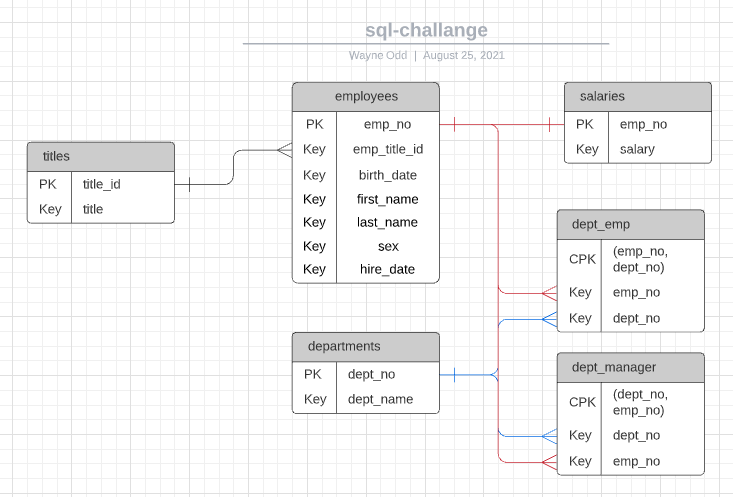 sql-challange
Wayne Odd | August 25, 2021
employees
PK emp_no
Key emp_title_id
Key birth_date
Key first_name
Key last_name
Key sex
Key hire_date
salaries
PK emp_no
Key salary
titles
PK title_id
Key title
dept_emp
CPK (emp_no,
dept_no)
Key emp_no
Key dept_no
departments
PK dept_no
Key dept_name
dept_manager
CPK (dept_no,
emp_no)
Key dept_no
Key emp_no